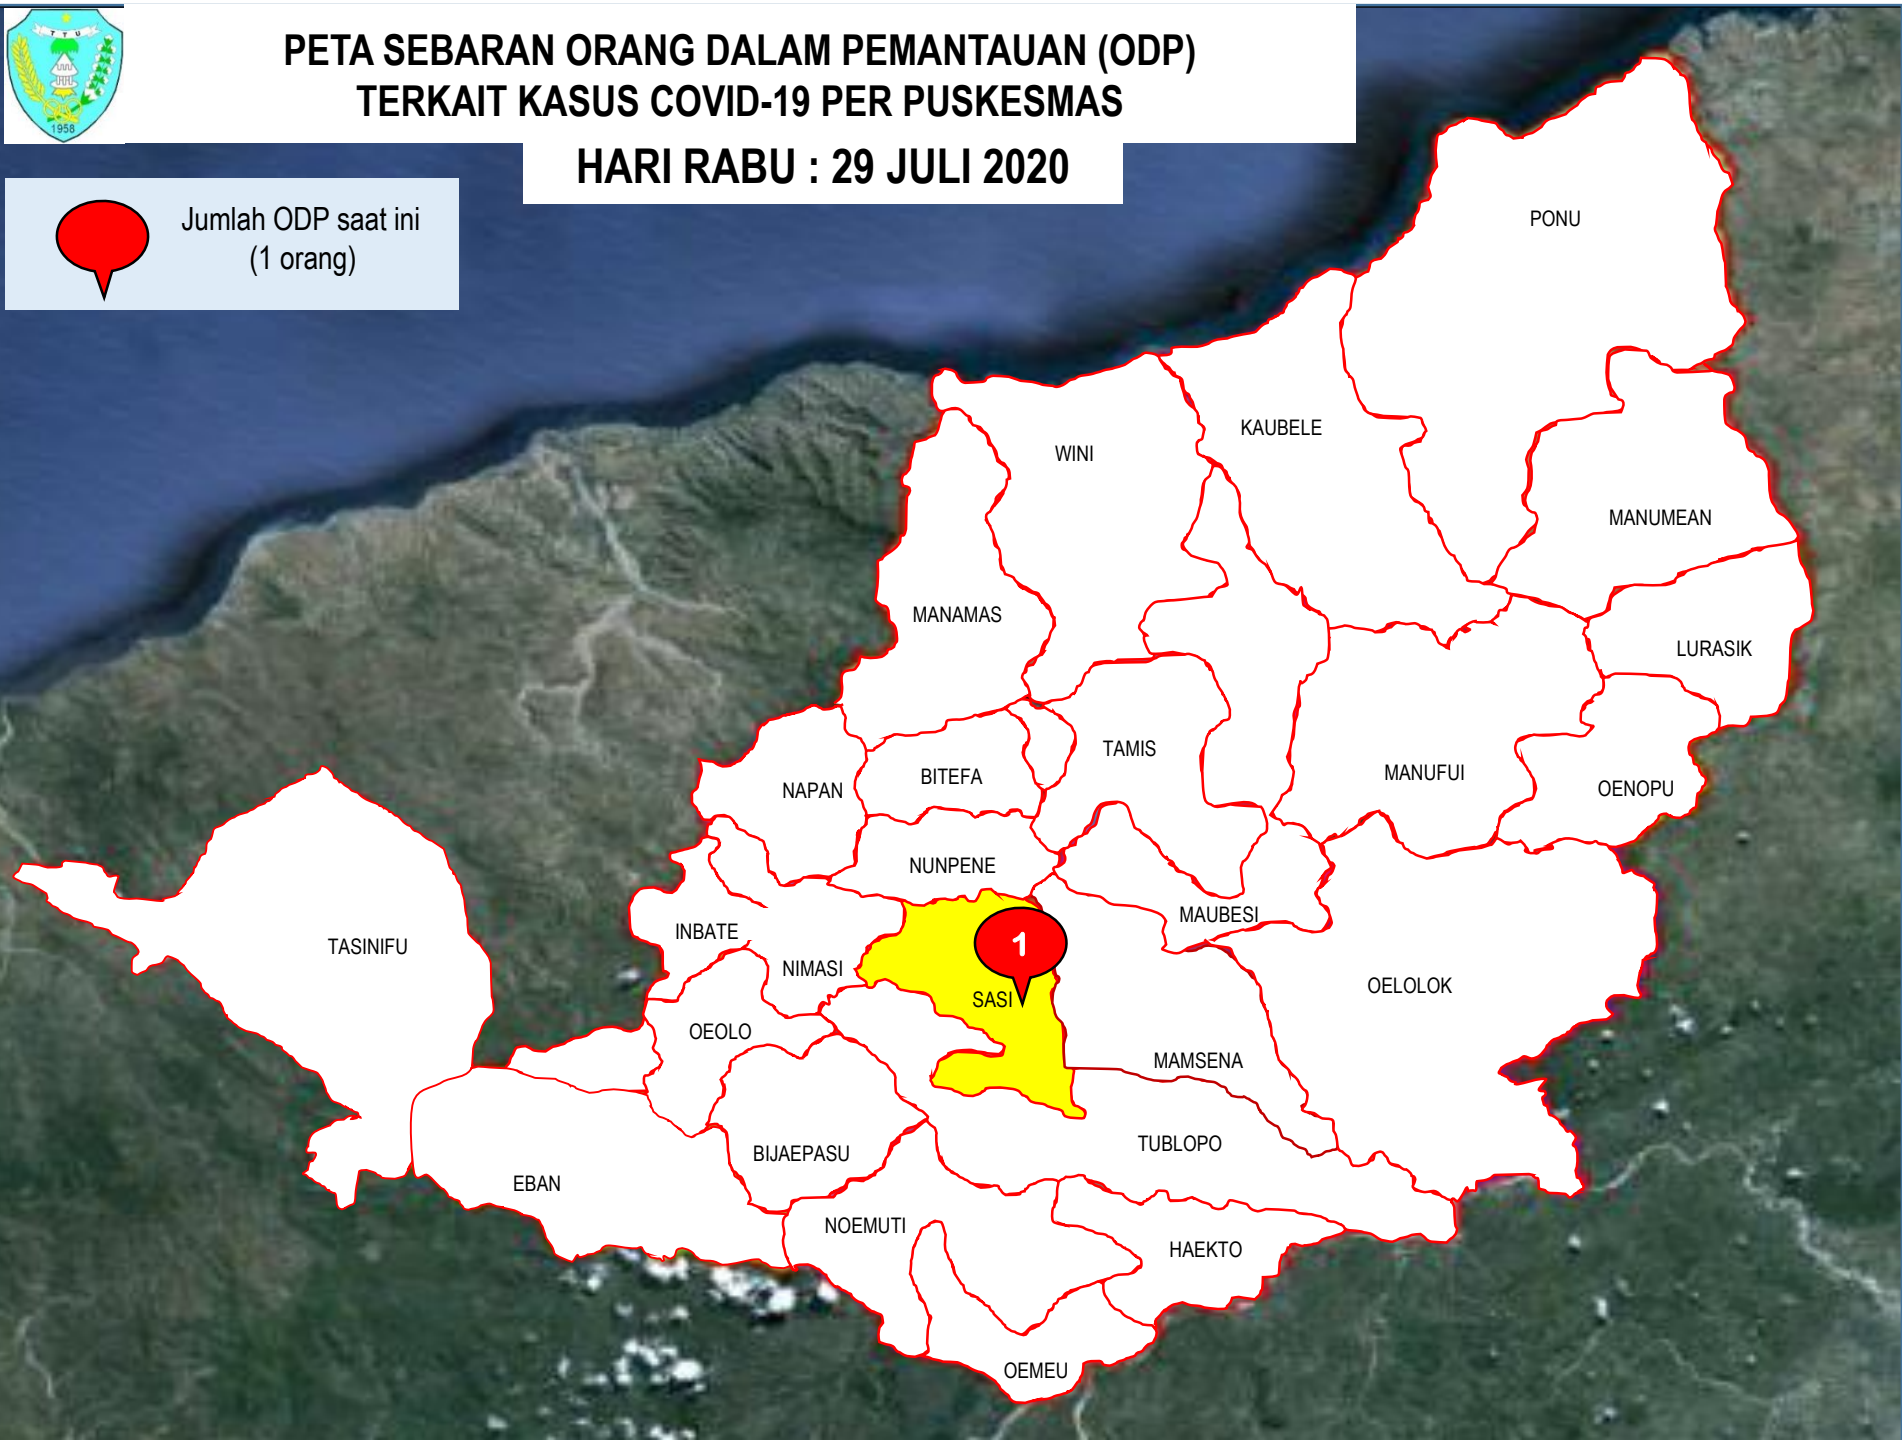 T T U
1958
PETA SEBARAN ORANG DALAM PEMANTAUAN (ODP)
TERKAIT KASUS COVID-19 PER PUSKESMAS
HARI RABU : 29 JULI 2020
Jumlah ODP saat ini
(1 orang)
PONU
KAUBELE
WINI
MANUMEAN
MANAMAS
LURASIK
TAMIS
MANUFUI
BITEFA
NAPAN
OENOPU
NUNPENE
MAUBESI
INBATE
1
TASINIFU
NIMASI
OELOLOK
SASI
OEOLO
MAMSENA
TUBLOPO
BIJAEPASU
EBAN
NOEMUTI
HAEKTO
OEMEU